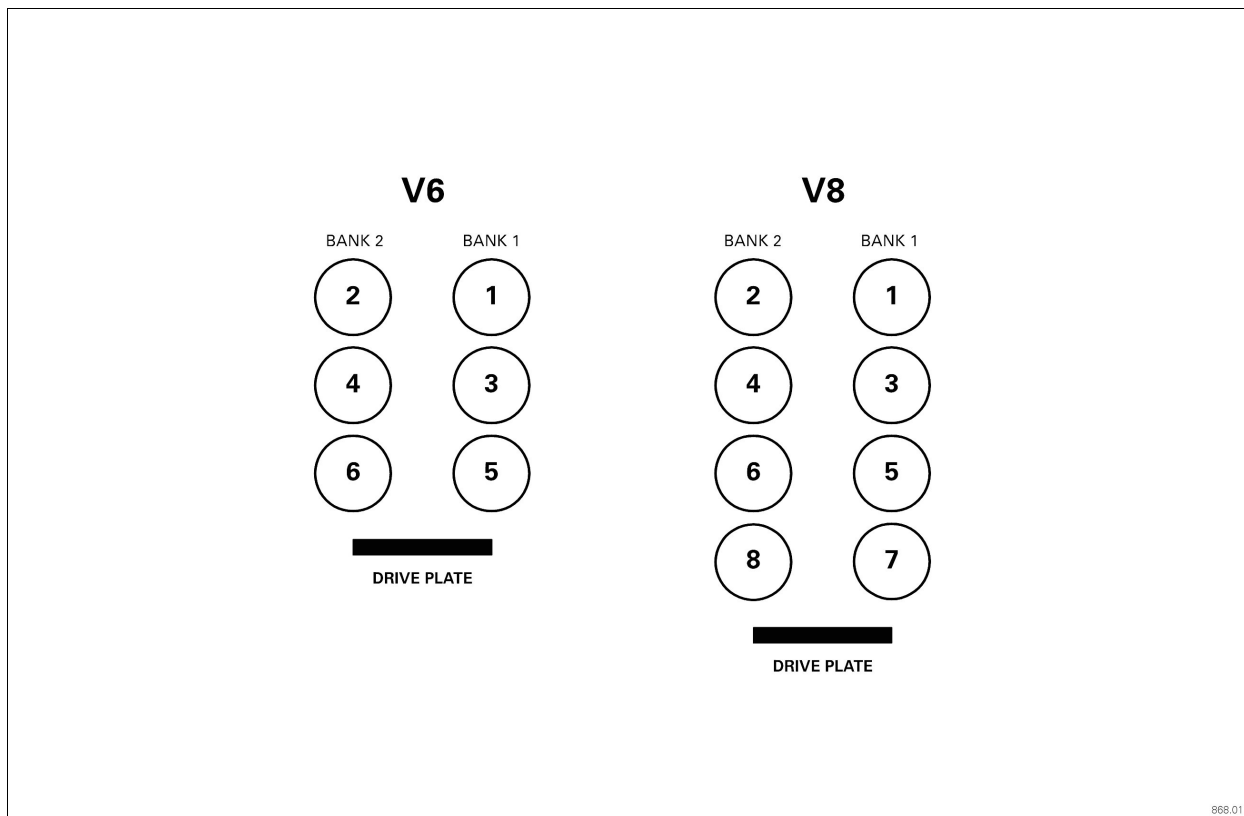 V6
BANK 2 BANK 1
2 1
4 3
6 5
DRIVE PLATE
V8
BANK 2 BANK 1
2 1
4 3
6 5
8 7
DRIVE PLATE
868.01